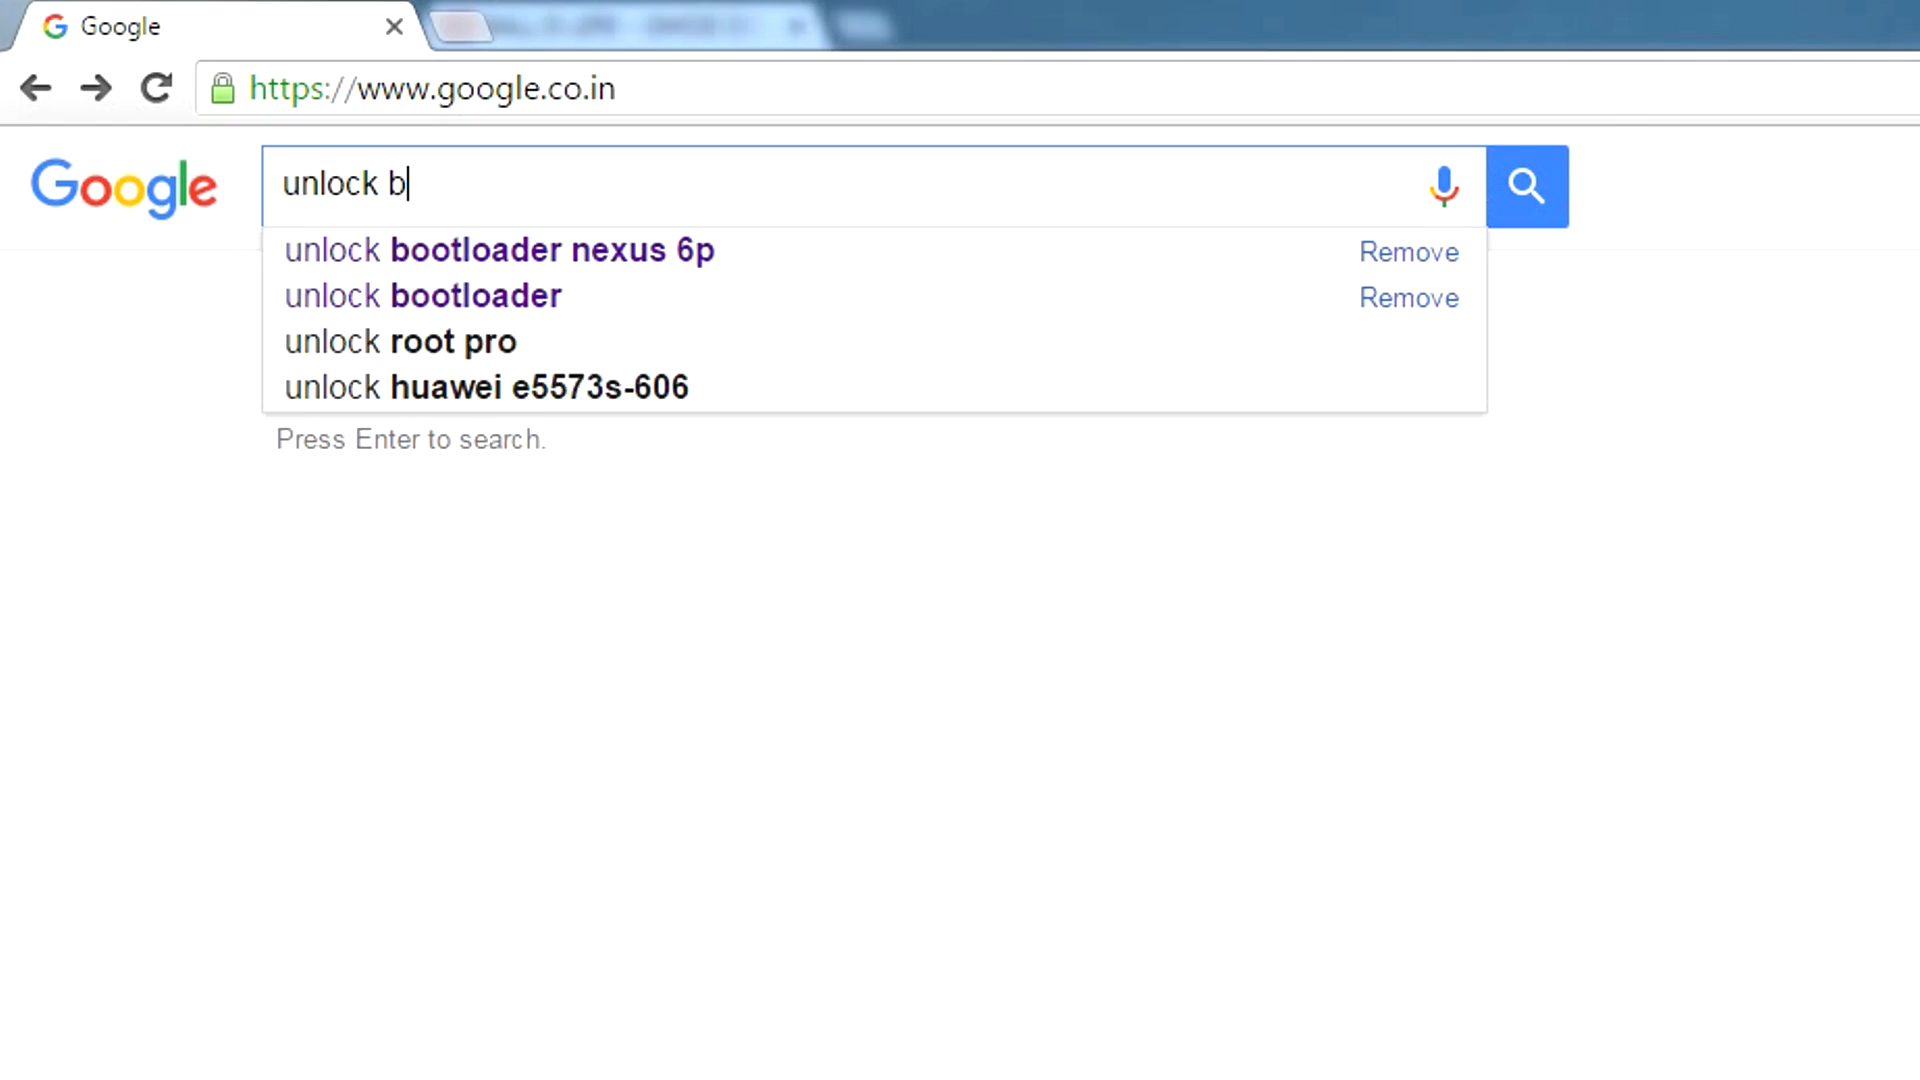 Google
https://www.google.co.in
Google
unlock b
unlock bootloader nexus 6p Remove
unlock bootloader Remove
unlock root pro
unlock huawei e5573s-606
Press Enter to search.